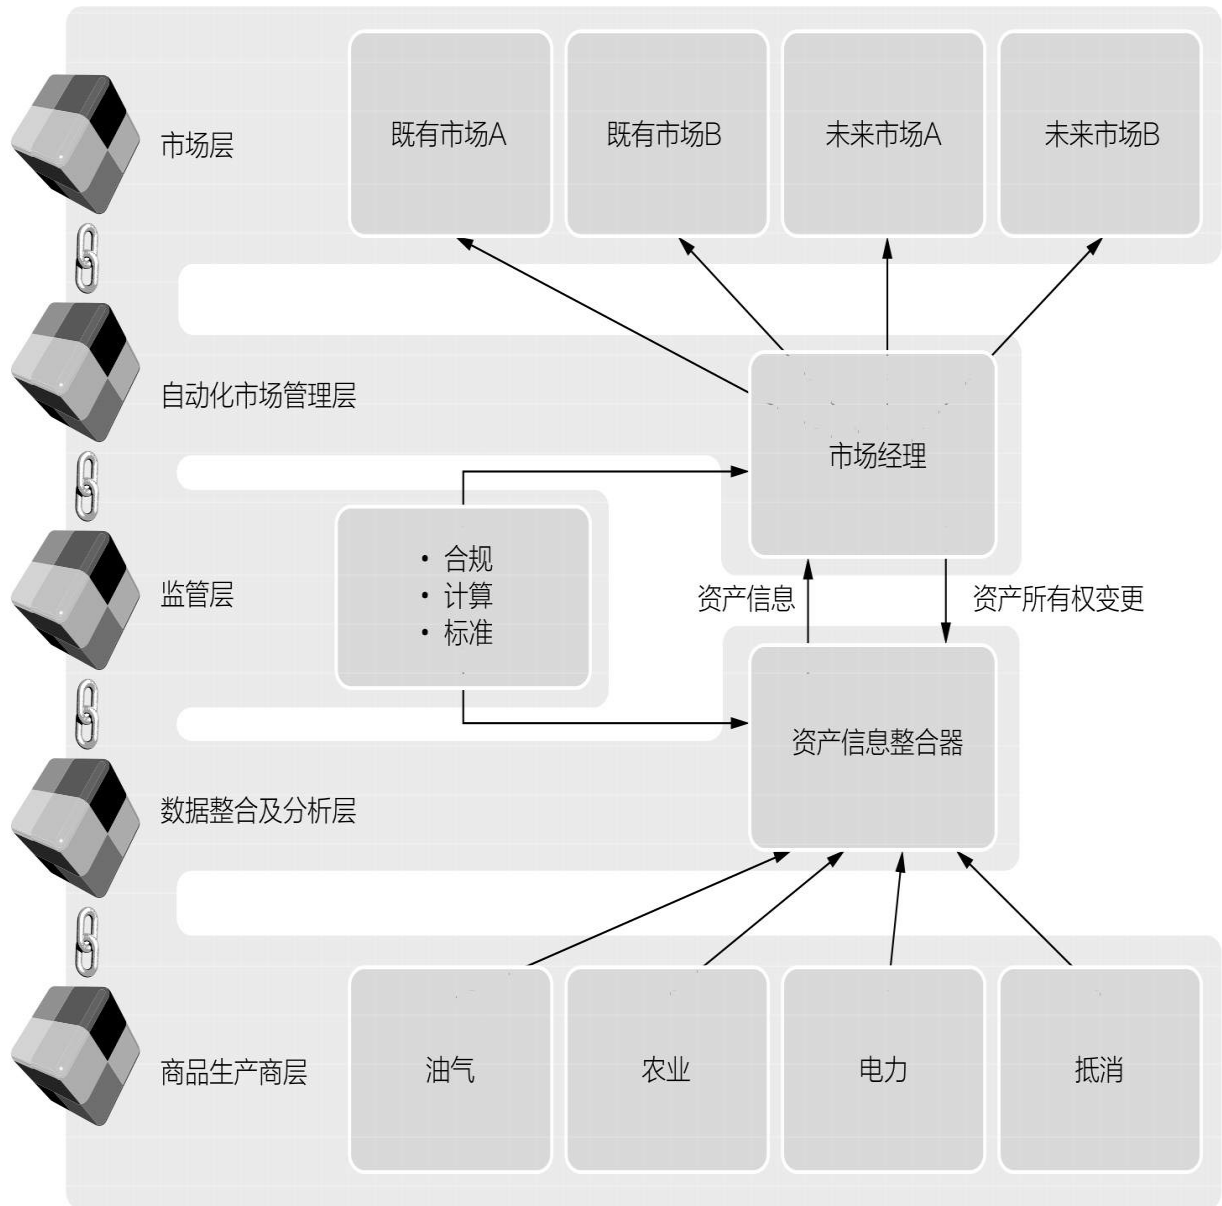 市场层
既有市场A
既有市场B
未来市场A
未来市场B
自动化市场管理层
市场经理
监管层
• 合规
• 计算
• 标准
资产信息
资产所有权变更
资产信息整合器
数据整合及分析层
商品生产商层
油气
农业
电力
抵消